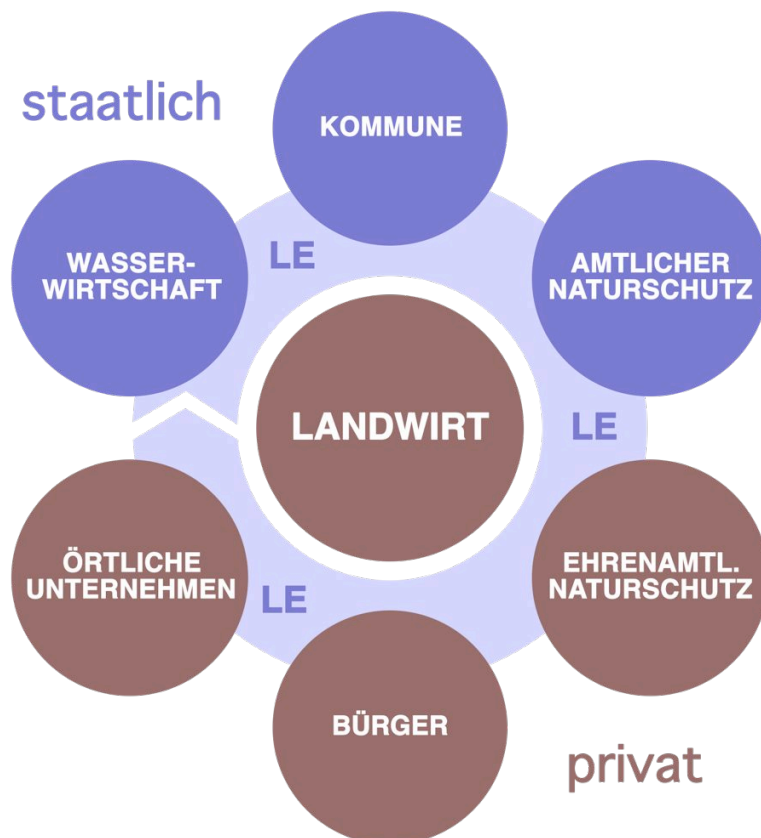 staatlich
KOMMUNE
WASSER-
WIRTSCHAFT
LE
AMTLICHER
NATURSCHUTZ
LANDWIRT
LE
ÖRTLICHE
UNTERNEHMEN
LE
EHRENAMTL.
NATURSCHUTZ
BÜRGER
privat